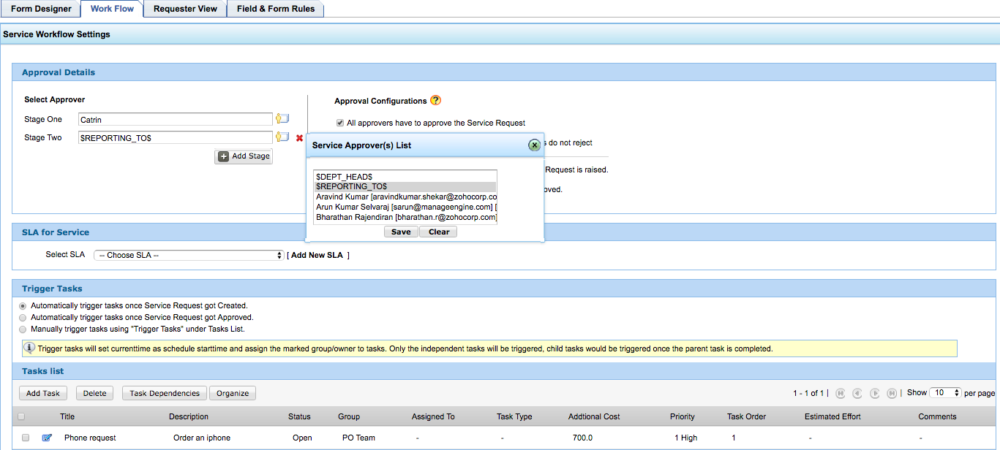 Form Designer
Work Flow
Requester View
Field & Form Rules
Service Workflow Settings
Approval Details
Select Approver
Approval Configurations ?
Stage One Catrin
All approvers have to approve the Service Request
Stage Two $REPORTING_TO$
Add Stage
Service Approver(s) List
s do not reject
Request is raised.
oved.
$DEPT_HEAD$
$REPORTING_TO$
Aravind Kumar [aravindkumar.shekar@zohocorp.co
Arun Kumar Selvaraj [sarun@manageengine.com] [
Bharathan Rajendiran [bharathan.r@zohocorp.com]
Save Clear
SLA for Service
Select SLA -- Choose SLA -- [ Add New SLA ]
Trigger Tasks
Automatically trigger tasks once Service Request got Created.
Automatically trigger tasks once Service Request got Approved.
Manually trigger tasks using "Trigger Tasks" under Tasks List.
Trigger tasks will set currenttime as schedule starttime and assign the marked group/owner to tasks. Only the independent tasks will be triggered, child tasks would be triggered once the parent task is completed.
Tasks list
Add Task Delete Task Dependencies Organize 1 - 1 of 1 | | Show 10 per page
Title Description Status Group Assigned To Task Type Addtional Cost Priority Task Order Estimated Effort Comments
Phone request Order an iphone Open PO Team - - 700.0 1 High 1 - -